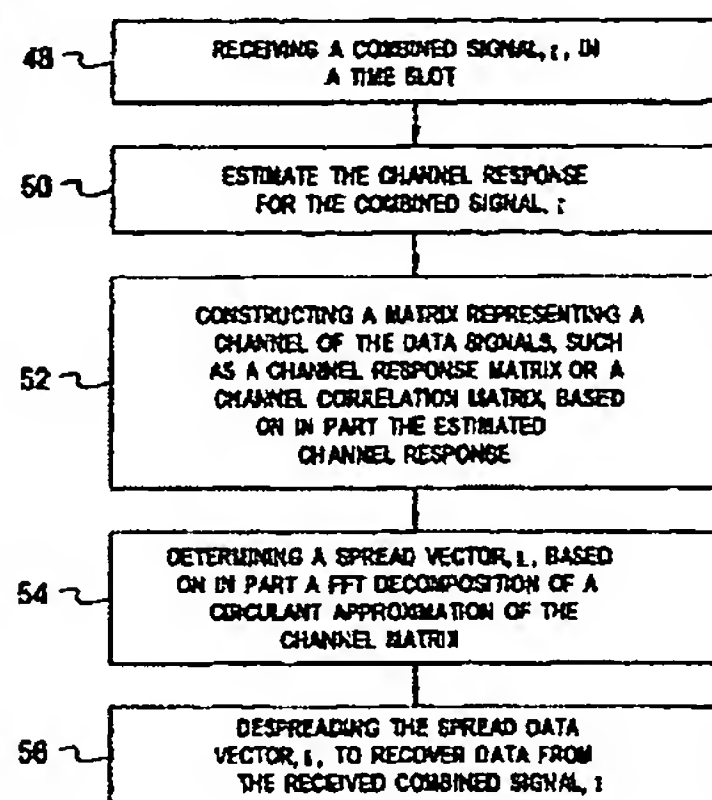 48
RECEIVING A COMBINED SIGNAL, r, IN
A TIME SLOT
50
ESTIMATE THE CHANNEL RESPONSE
FOR THE COMBINED SIGNAL, r
52
CONSTRUCTING A MATRIX REPRESENTING A
CHANNEL OF THE DATA SIGNALS, SUCH
AS A CHANNEL RESPONSE MATRIX OR A
CHANNEL CORRELATION MATRIX, BASED
ON IN PART THE ESTIMATED
CHANNEL RESPONSE
54
DETERMINING A SPREAD VECTOR, BASED
ON IN PART A FFT DECOMPOSITION OF A
CIRCULANT APPROXIMATION OF THE
CHANNEL MATRIX
56
DESPREADING THE SPREAD DATA
VECTOR, TO RECOVER DATA FROM
THE RECEIVED COMBINED SIGNAL, r